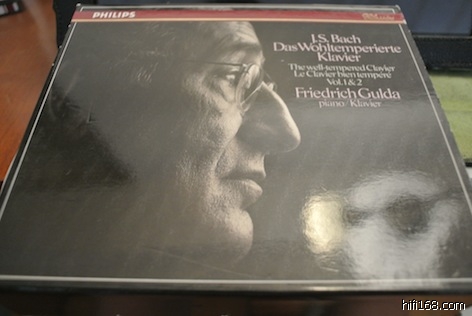 PHILIPS
J.S. Bach
Das Wohltemperierte
Klavier
The well-tempered Clavier
Le Clavier bien tempéré
Vol. 1 & 2
Friedrich Gulda
piano / Klavier
hifi168.com